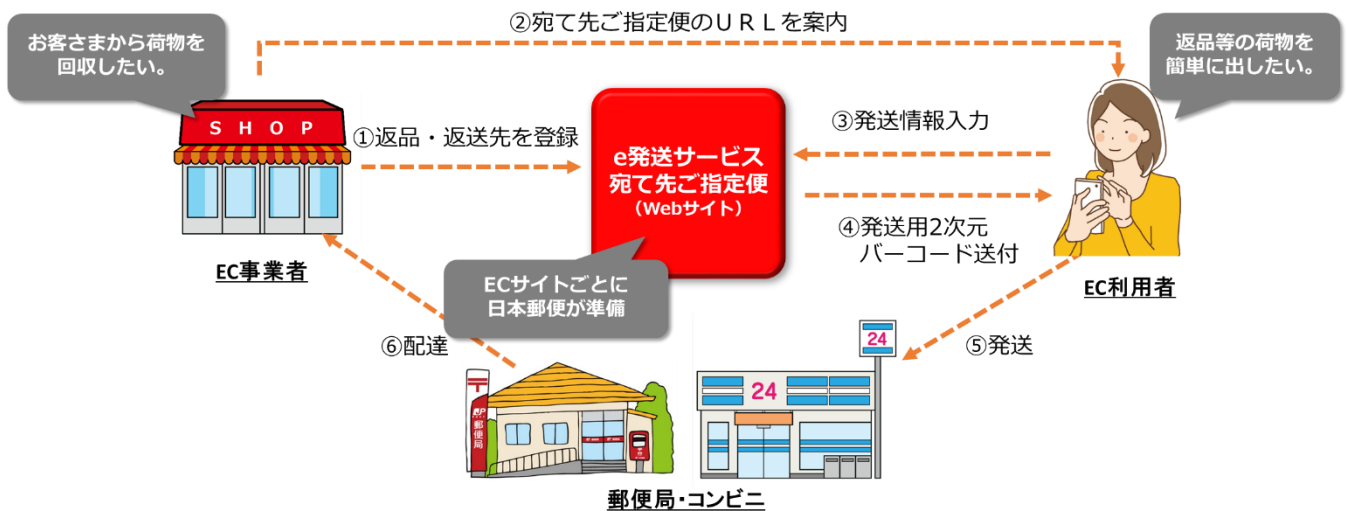 ②宛て先ご指定便のＵＲＬを案内
お客さまから荷物を
回収したい。
返品等の荷物を
簡単に出したい。
SHOP
①返品・返送先を登録
e発送サービス
宛て先ご指定便
（Webサイト）
③発送情報入力
④発送用2次元
バーコード送付
EC事業者
ECサイトごとに
日本郵便が準備
EC利用者
⑥配達
⑤発送
24
24
〒
郵便局
郵便局・コンビニ